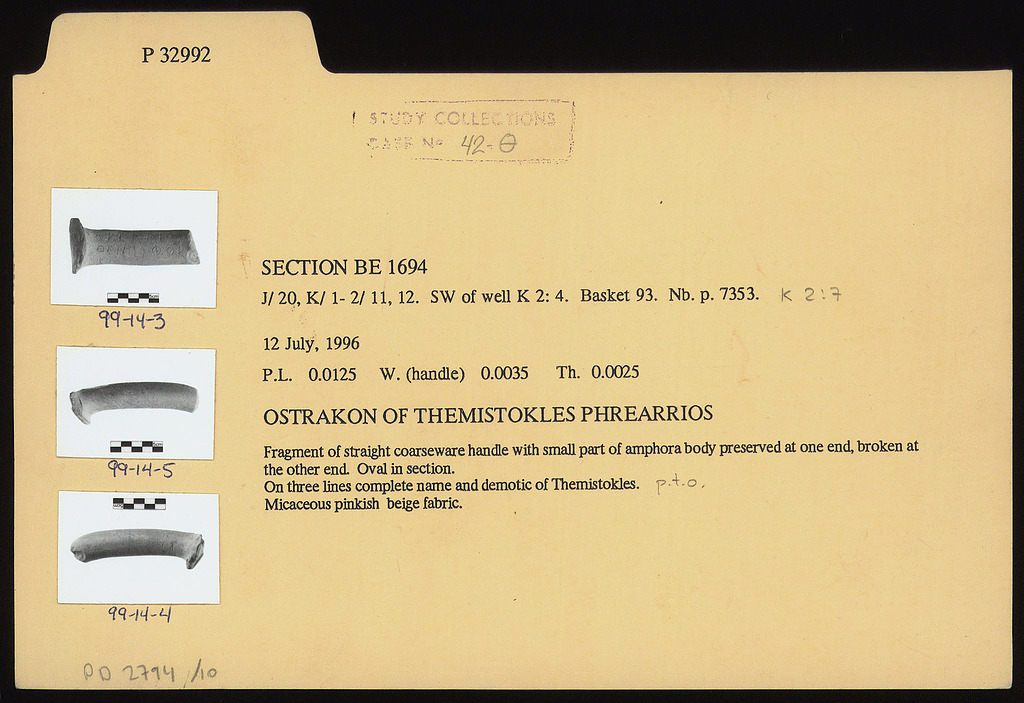 P 32992
STUDY COLLECTIONS
CASE Nº 42-Θ
SECTION BE 1694
J/ 20, K/ 1- 2/ 11, 12. SW of well K 2: 4. Basket 93. Nb. p. 7353. K 2:7
99-14-3
12 July, 1996
P.L. 0.0125 W. (handle) 0.0035 Th. 0.0025
OSTRAKON OF THEMISTOKLES PHREARRIOS
Fragment of straight coarseware handle with small part of amphora body preserved at one end, broken at
the other end. Oval in section.
On three lines complete name and demotic of Themistokles. p.t.o.
Micaceous pinkish beige fabric.
99-14-5
99-14-4
PD 2794 /10